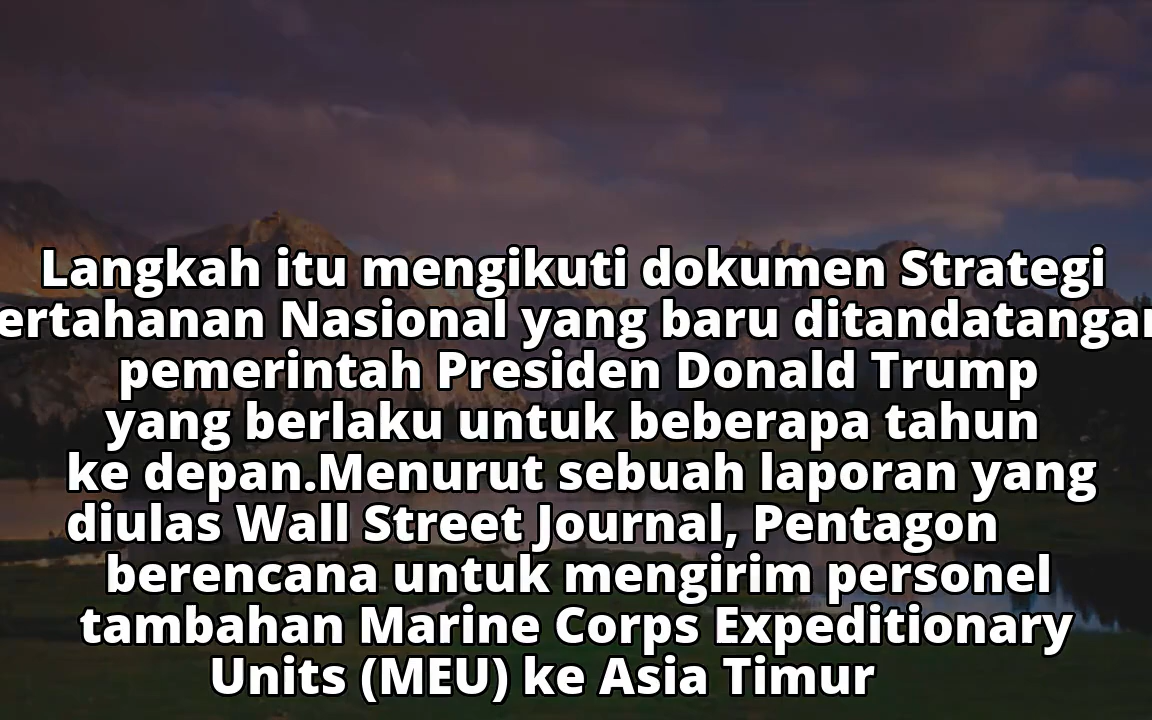 Langkah itu mengikuti dokumen Strategi
ertahanan Nasional yang baru ditandatangan
pemerintah Presiden Donald Trump
yang berlaku untuk beberapa tahun
ke depan.Menurut sebuah laporan yang
diulas Wall Street Journal, Pentagon
berencana untuk mengirim personel
tambahan Marine Corps Expeditionary
Units (MEU) ke Asia Timur